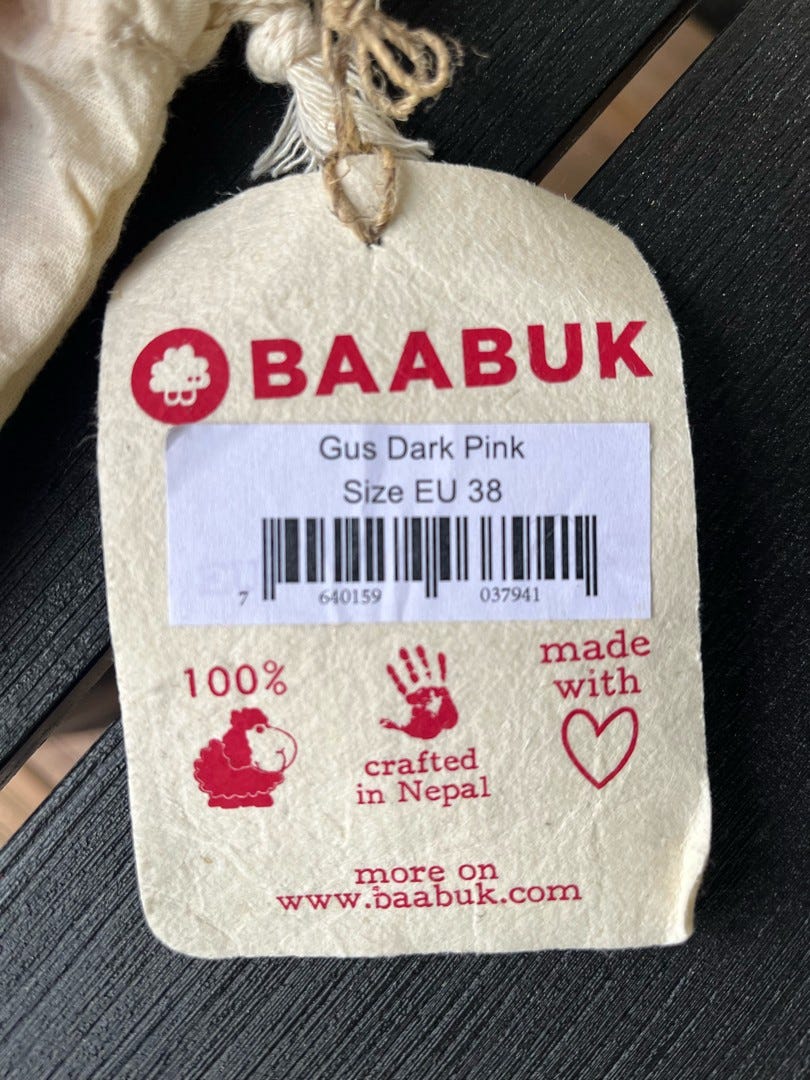 BAABUK
Gus Dark Pink
Size EU 38
7 640159 037941
100%
crafted
in Nepal
made
with
more on
www.baabuk.com